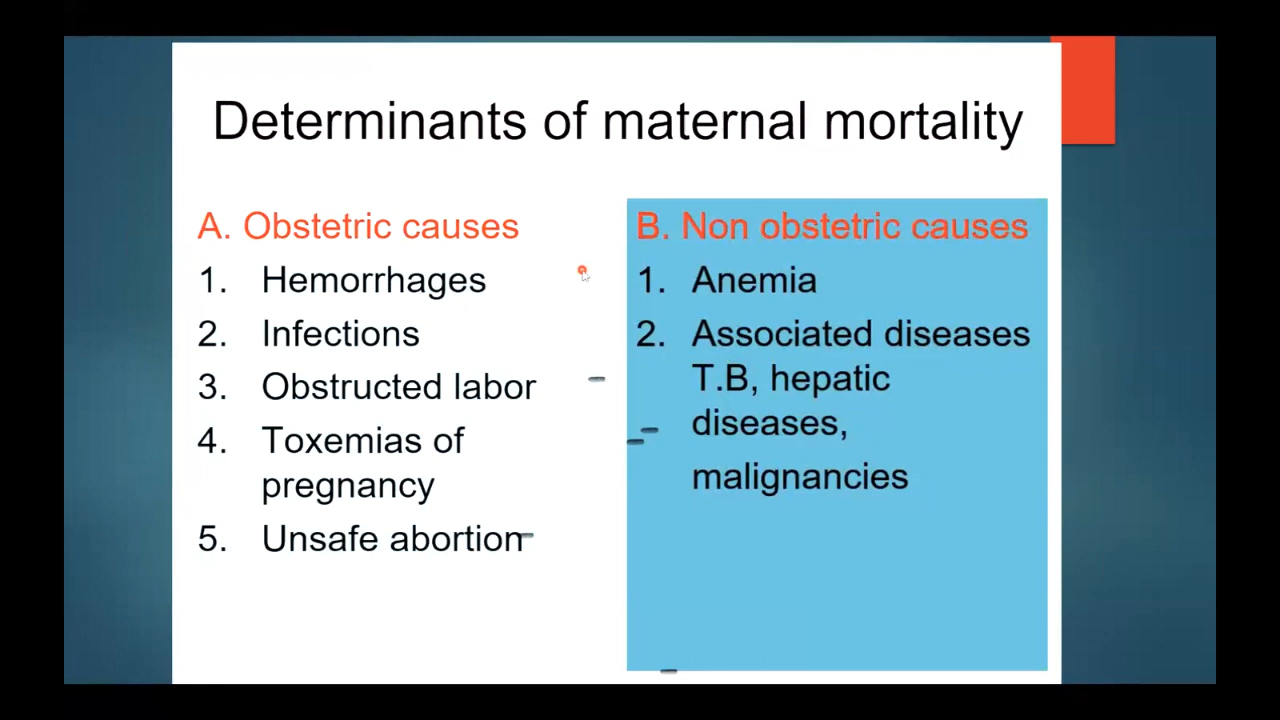 Determinants of maternal mortality
A. Obstetric causes
1. Hemorrhages
2. Infections
3. Obstructed labor
4. Toxemias of
pregnancy
5. Unsafe abortion
B. Non obstetric causes
1. Anemia
2. Associated diseases
T.B, hepatic
diseases,
malignancies